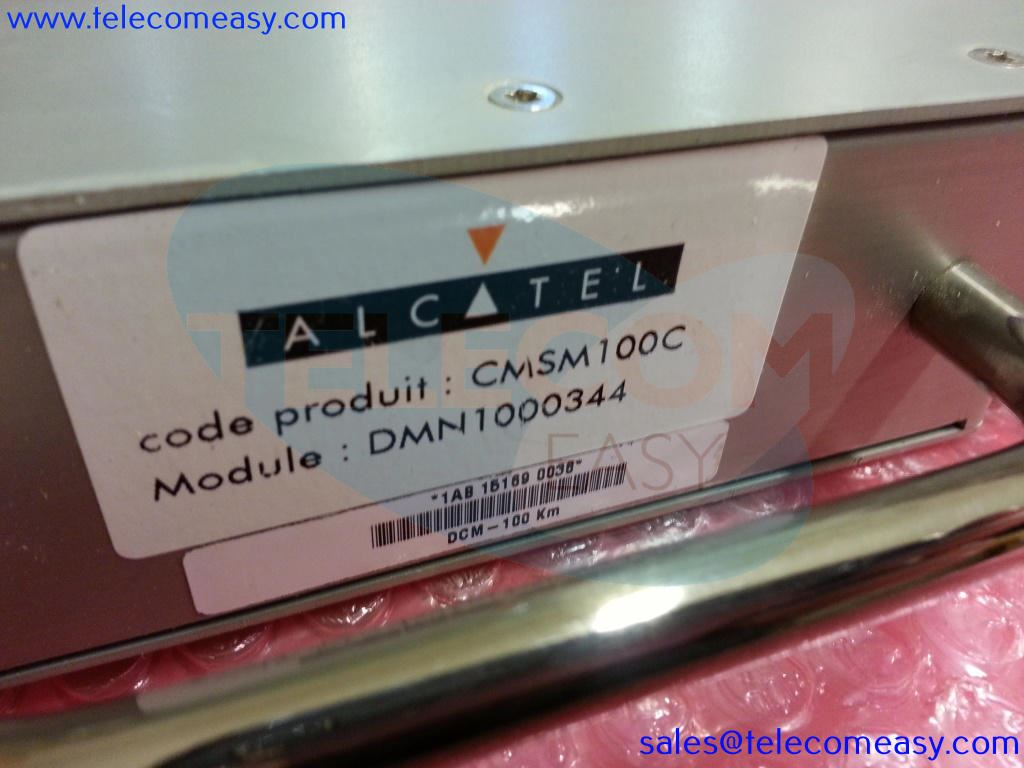 www.telecomeasy.com
ALCATEL
code produit : CMSM100C
Module : DMN1000344
TELECOM
EASY
*1AB 15169 0038*
DCM - 100 Km
sales@telecomeasy.com